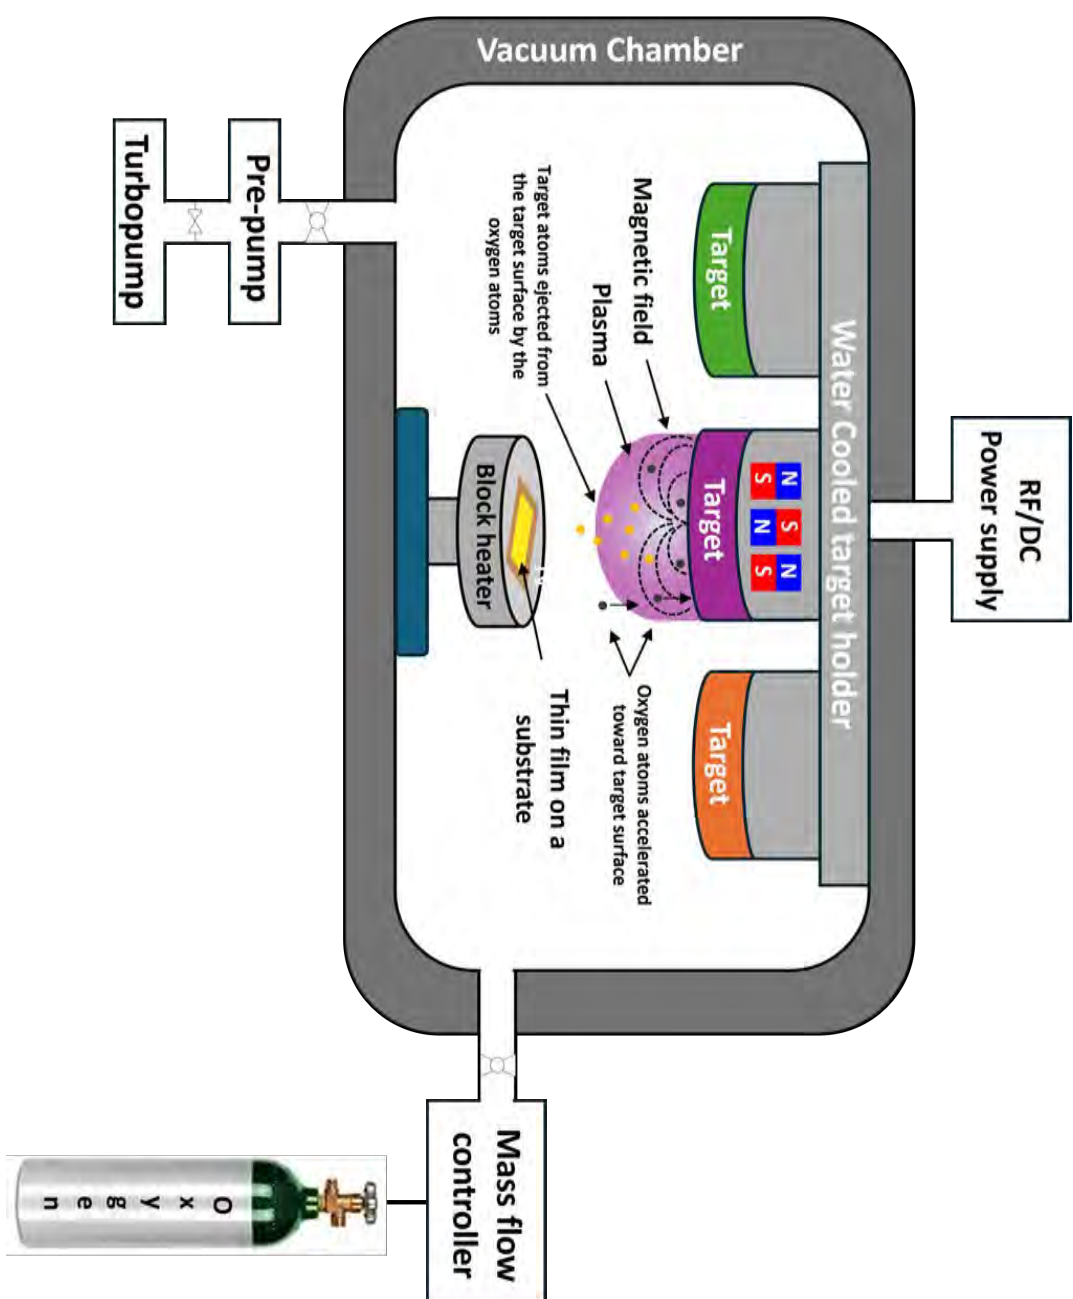 Vacuum Chamber
RF/DC
Power supply
Water Cooled target holder
Target
Target
Target
N
S
S
N
N
S
Magnetic field
Plasma
Target atoms ejected from
the target surface by the
oxygen atoms
Oxygen atoms accelerated
toward target surface
Thin film on a
substrate
Block heater
Pre-pump
Turbopump
Mass flow
controller
Oxygen